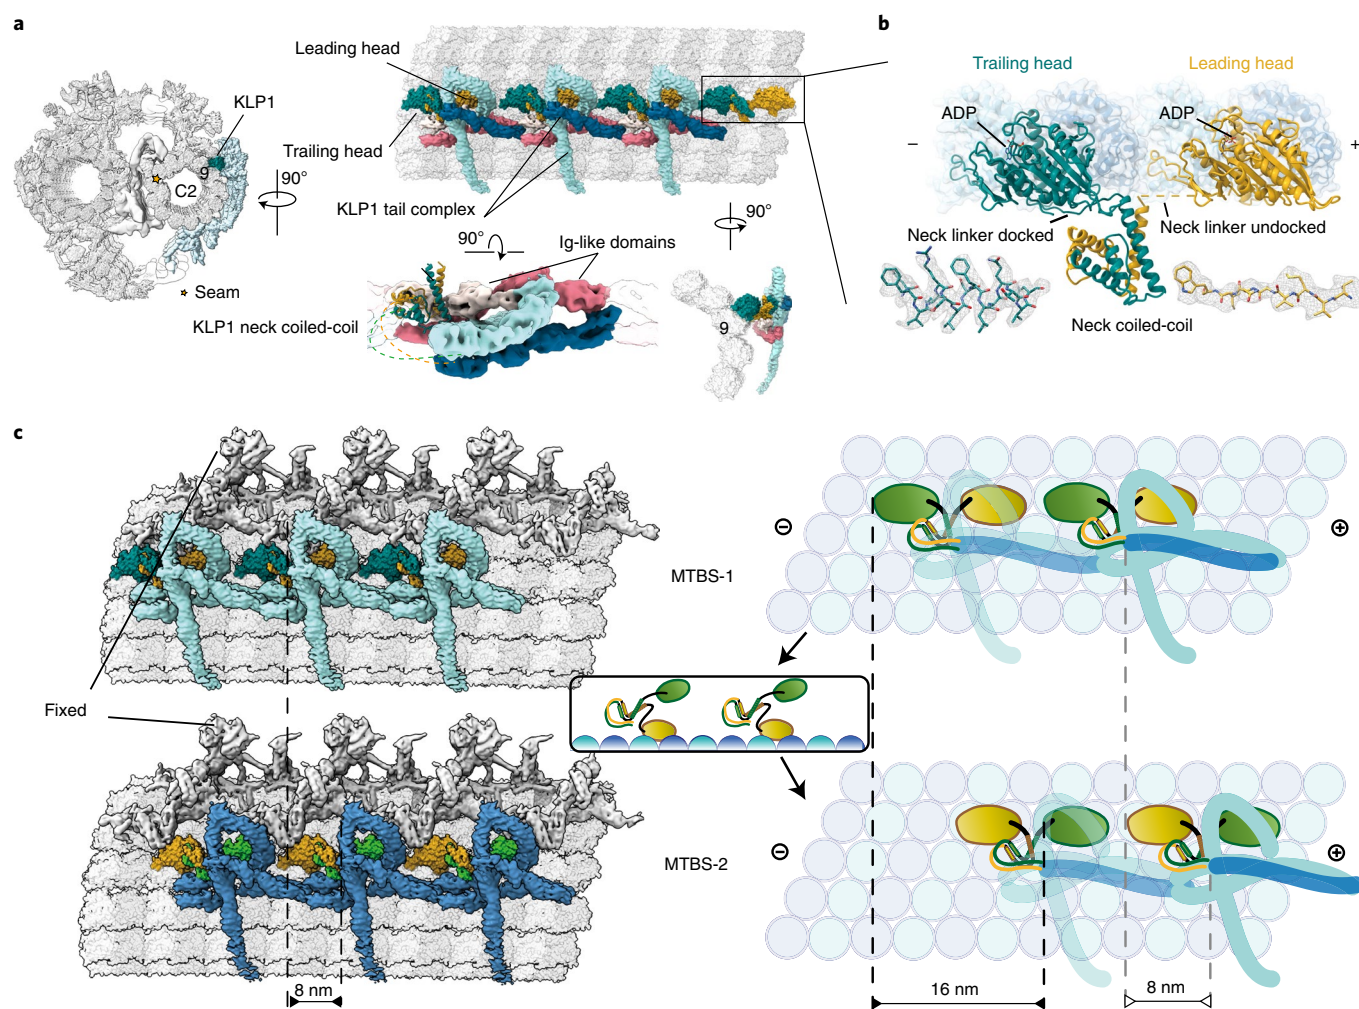 a
KLP1
9
C2
90°
Seam
Leading head
Trailing head
KLP1 tail complex
90°
90°
Ig-like domains
KLP1 neck coiled-coil
9
b
Trailing head
Leading head
ADP
ADP
–
+
Neck linker docked
Neck linker undocked
Neck coiled-coil
c
Fixed
MTBS-1
MTBS-2
–
+
–
+
8 nm
16 nm
8 nm